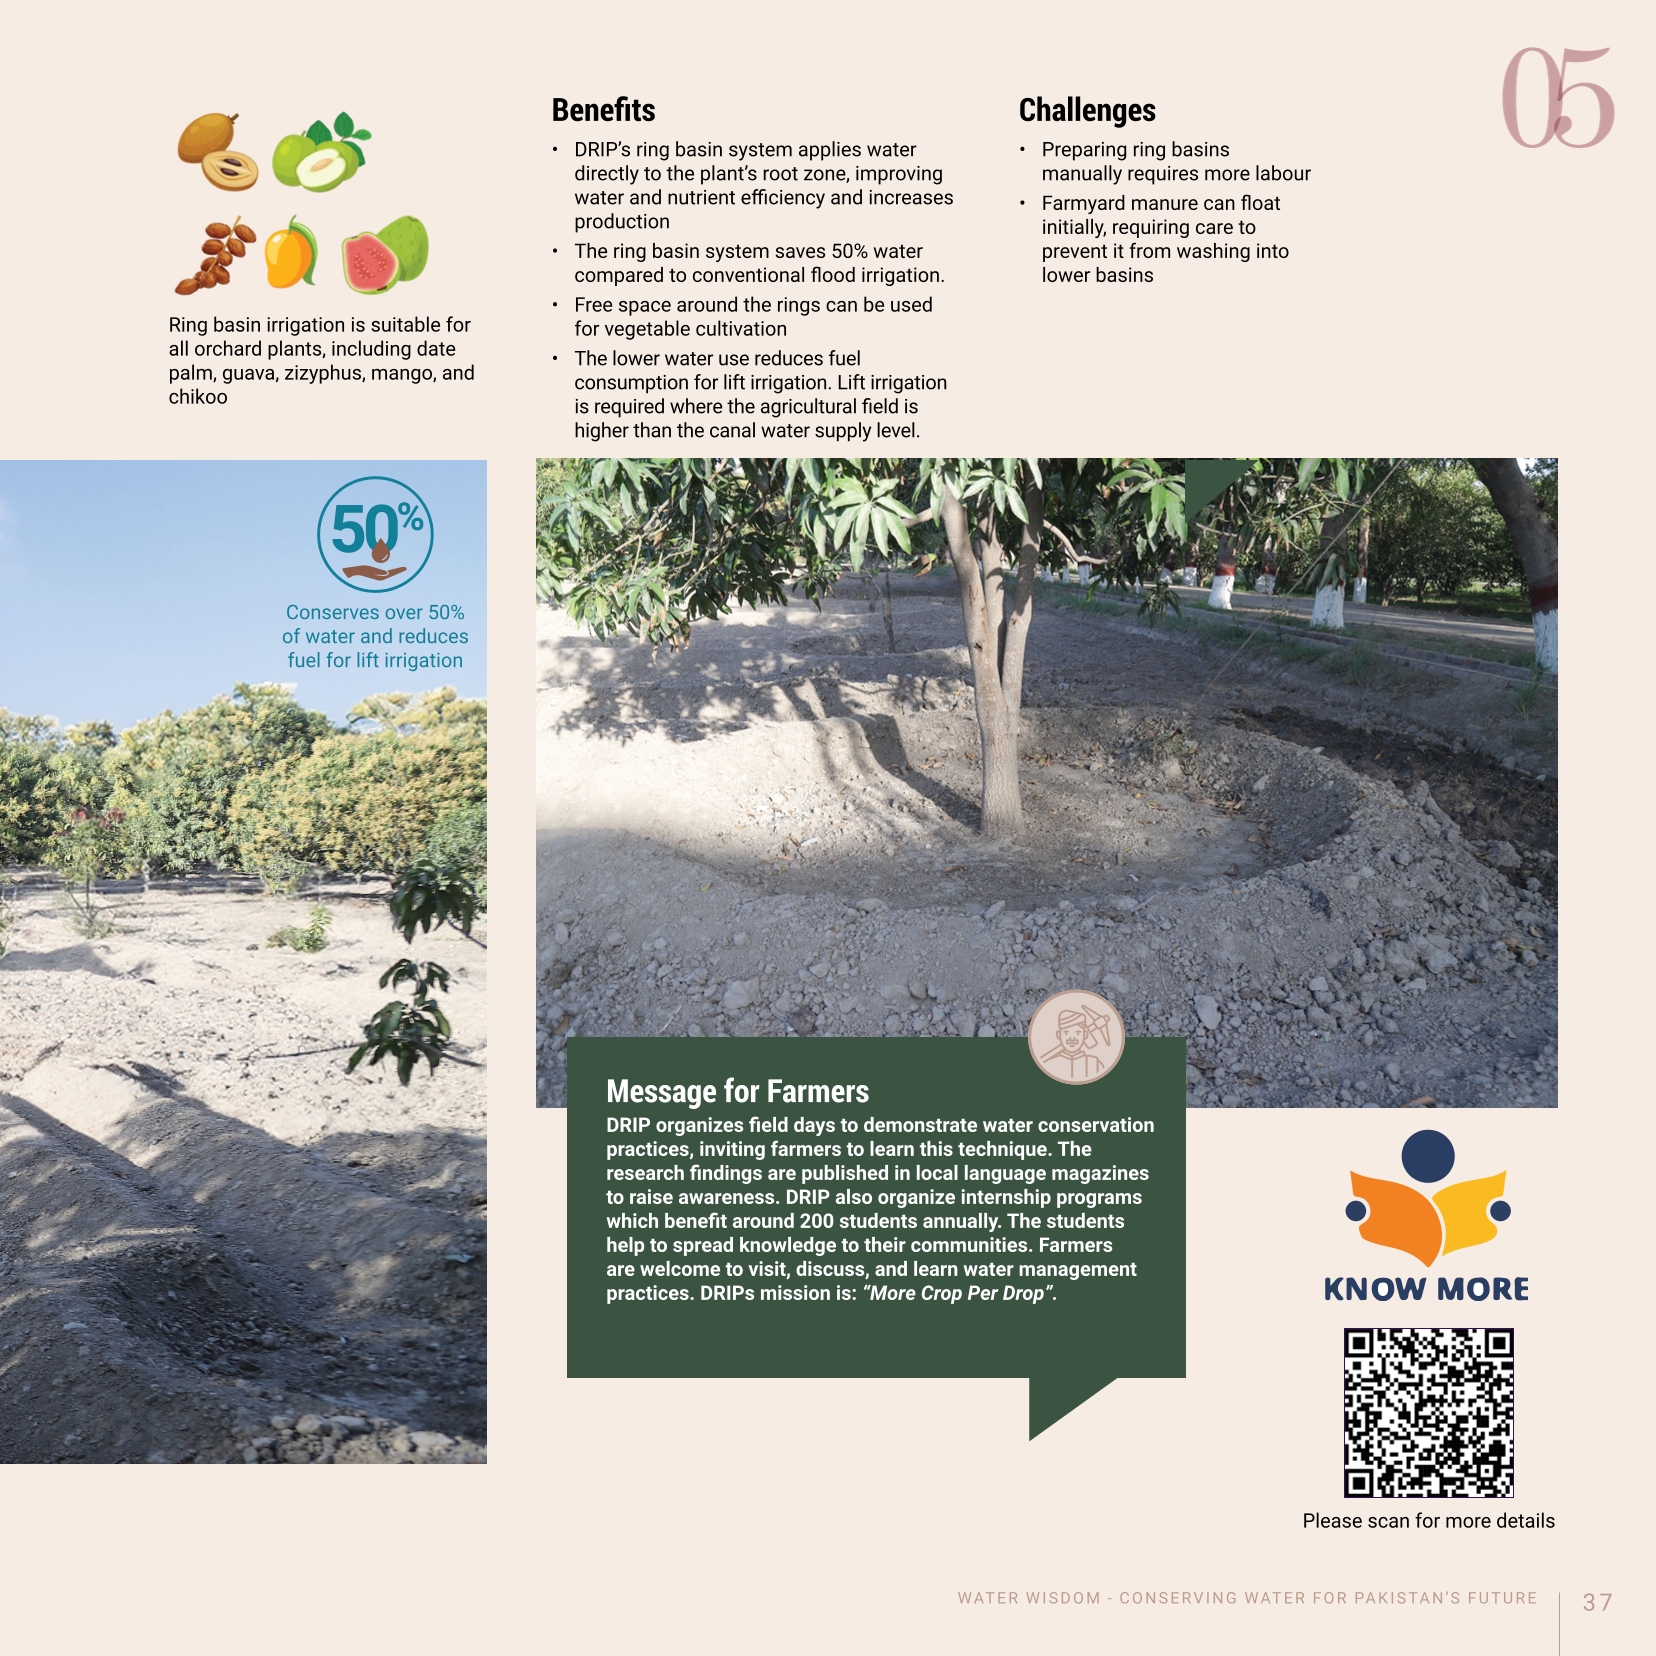 05
Ring basin irrigation is suitable for
all orchard plants, including date
palm, guava, zizyphus, mango, and
chikoo
Benefits
• DRIP’s ring basin system applies water
directly to the plant’s root zone, improving
water and nutrient efficiency and increases
production
• The ring basin system saves 50% water
compared to conventional flood irrigation.
• Free space around the rings can be used
for vegetable cultivation
• The lower water use reduces fuel
consumption for lift irrigation. Lift irrigation
is required where the agricultural field is
higher than the canal water supply level.
Challenges
• Preparing ring basins
manually requires more labour
• Farmyard manure can float
initially, requiring care to
prevent it from washing into
lower basins
50%
Conserves over 50%
of water and reduces
fuel for lift irrigation
Message for Farmers
DRIP organizes field days to demonstrate water conservation
practices, inviting farmers to learn this technique. The
research findings are published in local language magazines
to raise awareness. DRIP also organize internship programs
which benefit around 200 students annually. The students
help to spread knowledge to their communities. Farmers
are welcome to visit, discuss, and learn water management
practices. DRIPs mission is: “More Crop Per Drop”.
KNOW MORE
Please scan for more details
WATER WISDOM - CONSERVING WATER FOR PAKISTAN’S FUTURE
37